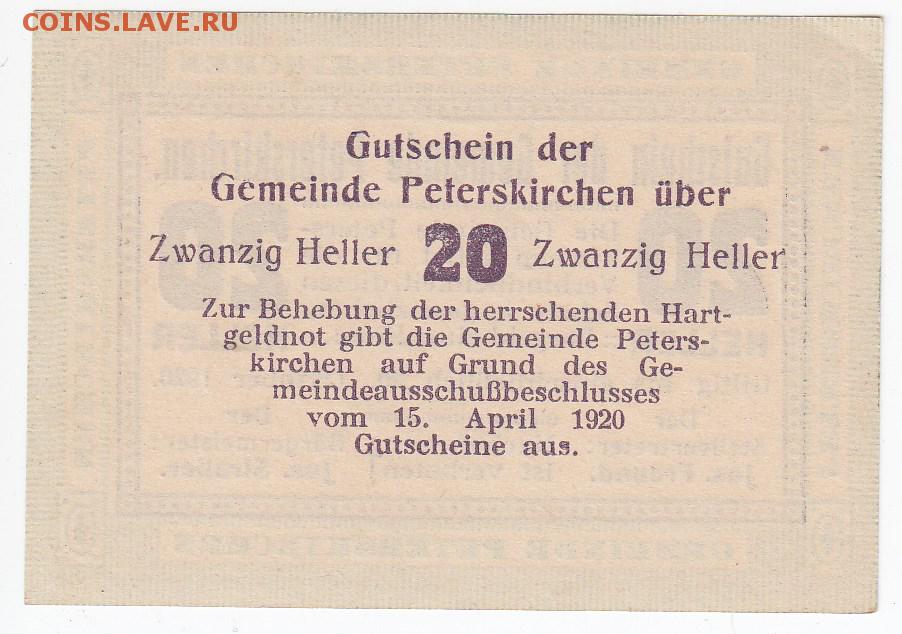 COINS.LAVE.RU
Gutschein der
Gemeinde Peterskirchen über
Zwanzig Heller 20 Zwanzig Heller
Zur Behebung der herrschenden Hart-
geldnot gibt die Gemeinde Peters-
kirchen auf Grund des Ge-
meindeausschußbeschlusses
vom 15. April 1920
Gutscheine aus.